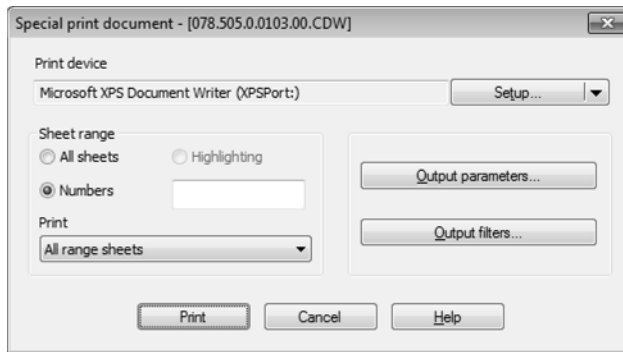 Special print document - [078.505.0.0103.00.CDW]
Print device
Microsoft XPS Document Writer (XPSPort:)
Setup...
Sheet range
All sheets
Highlighting
Numbers
Print
All range sheets
Output parameters...
Output filters...
Print
Cancel
Help